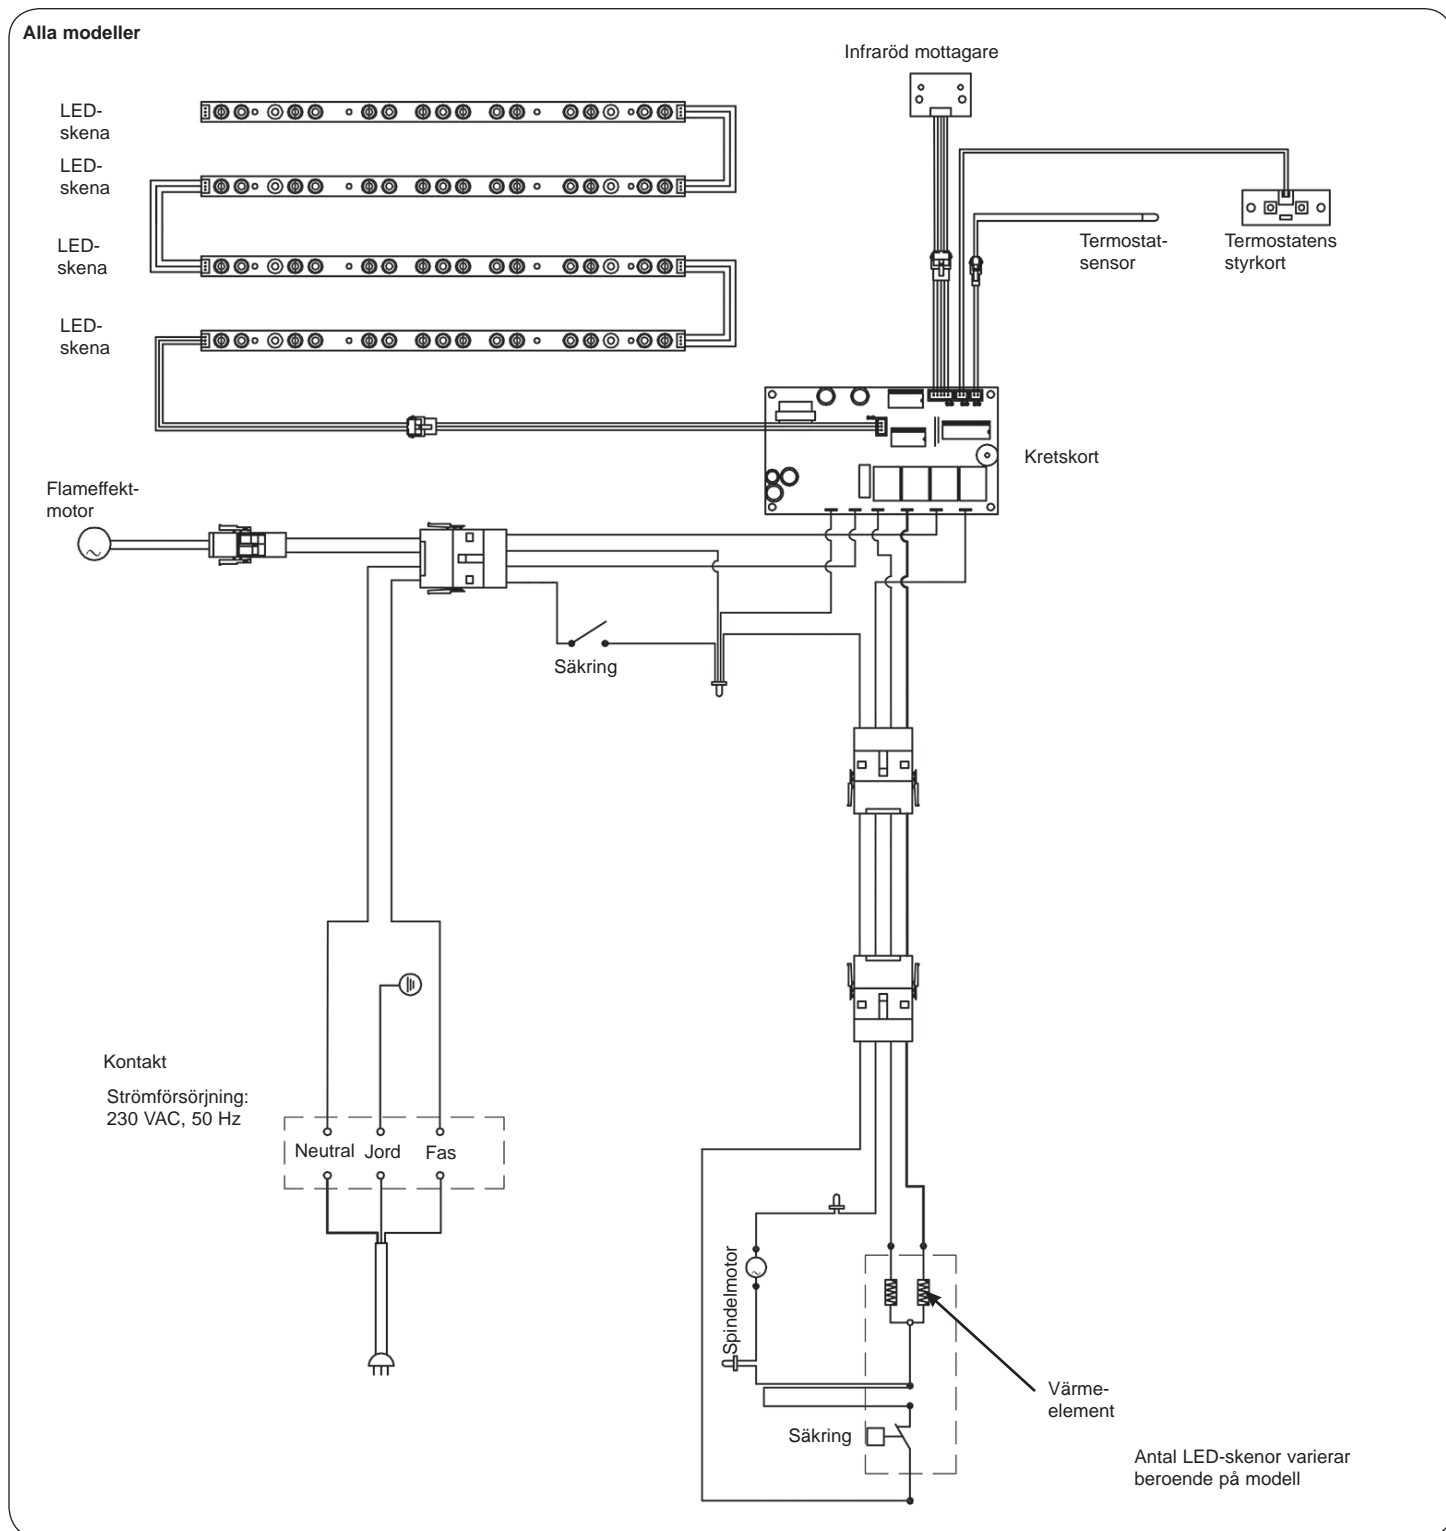 Alla modeller
Infraröd mottagare
LED-
skena
LED-
skena
LED-
skena
LED-
skena
Termostat-
sensor
Termostatens
styrkort
Kretskort
Flameffekt-
motor
Säkring
Kontakt
Strömförsörjning:
230 VAC, 50 Hz
Neutral Jord Fas
Spindelmotor
Värme-
element
Säkring
Antal LED-skenor varierar
beroende på modell